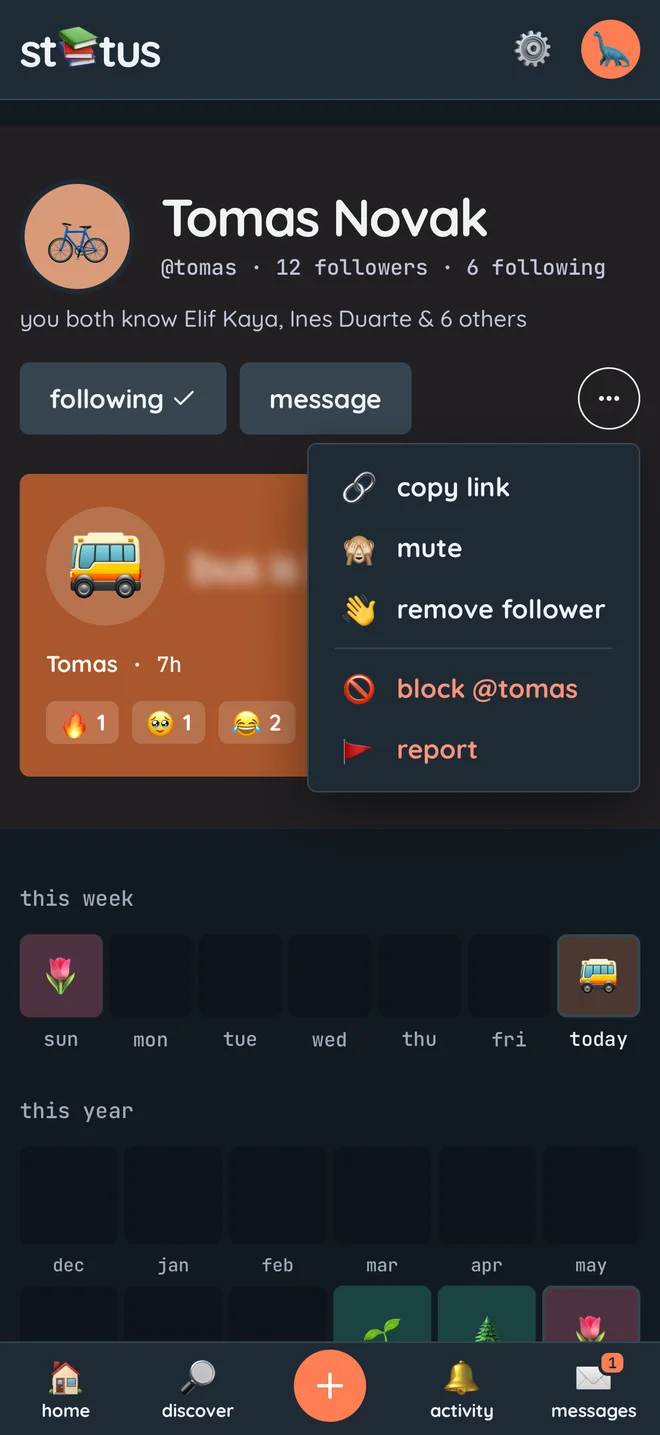 st📚tus
Tomas Novak
@tomas · 12 followers · 6 following
you both know Elif Kaya, Ines Duarte & 6 others
following ✓
message
copy link
mute
remove follower
block @tomas
report
Tomas · 7h
1
1
2
this week
sun mon tue wed thu fri today
this year
dec jan feb mar apr may
1
home discover activity messages